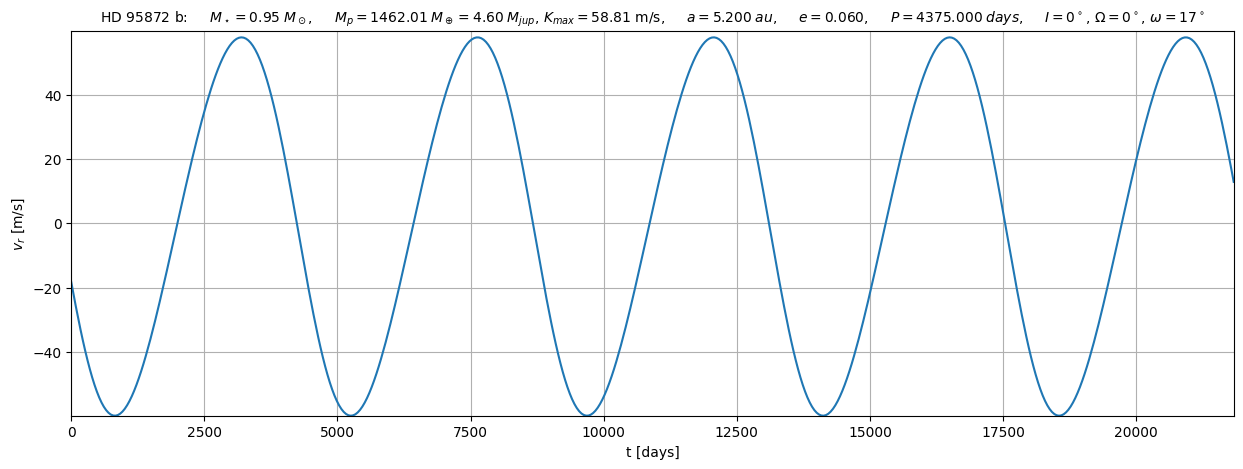 HD 95872 b: M⋆ = 0.95 M⊙, Mp = 1462.01 M⊕ = 4.60 Mjup, Kmax = 58.81 m/s, a = 5.200 au, e = 0.060, P = 4375.000 days, I = 0°, Ω = 0°, ω = 17°
40
20
0
−20
−40
vr [m/s]
0 2500 5000 7500 10000 12500 15000 17500 20000
t [days]